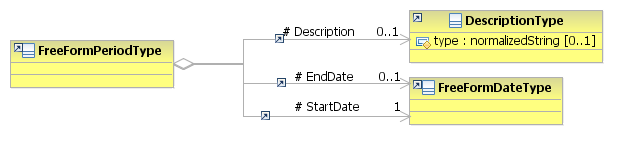 DescriptionType
# Description 0..1
type : normalizedString [0..1]
FreeFormPeriodType
# EndDate 0..1
FreeFormDateType
# StartDate 1